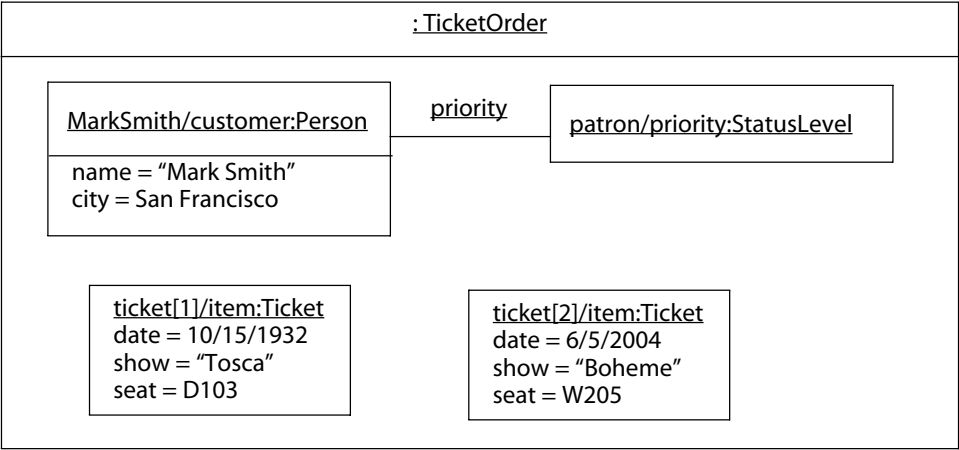 : TicketOrder
MarkSmith/customer:Person
priority
patron/priority:StatusLevel
name = “Mark Smith”
city = San Francisco
ticket[1]/item:Ticket
date = 10/15/1932
show = “Tosca”
seat = D103
ticket[2]/item:Ticket
date = 6/5/2004
show = “Boheme”
seat = W205